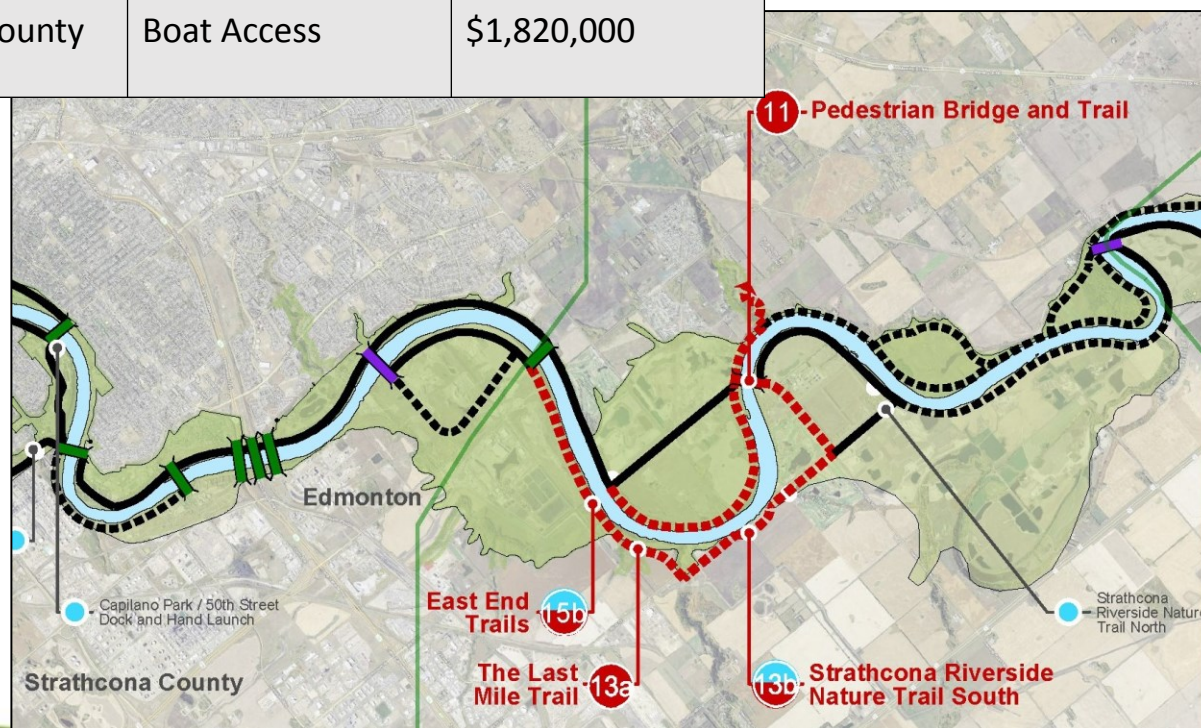 ounty Boat Access $1,820,000
11 Pedestrian Bridge and Trail
Edmonton
Capilano Park / 50th Street
Dock and Hand Launch
East End
Trails 15b
Strathcona
Riverside Natur
Trail North
The Last
Mile Trail 13a
13b Strathcona Riverside
Nature Trail South
Strathcona County